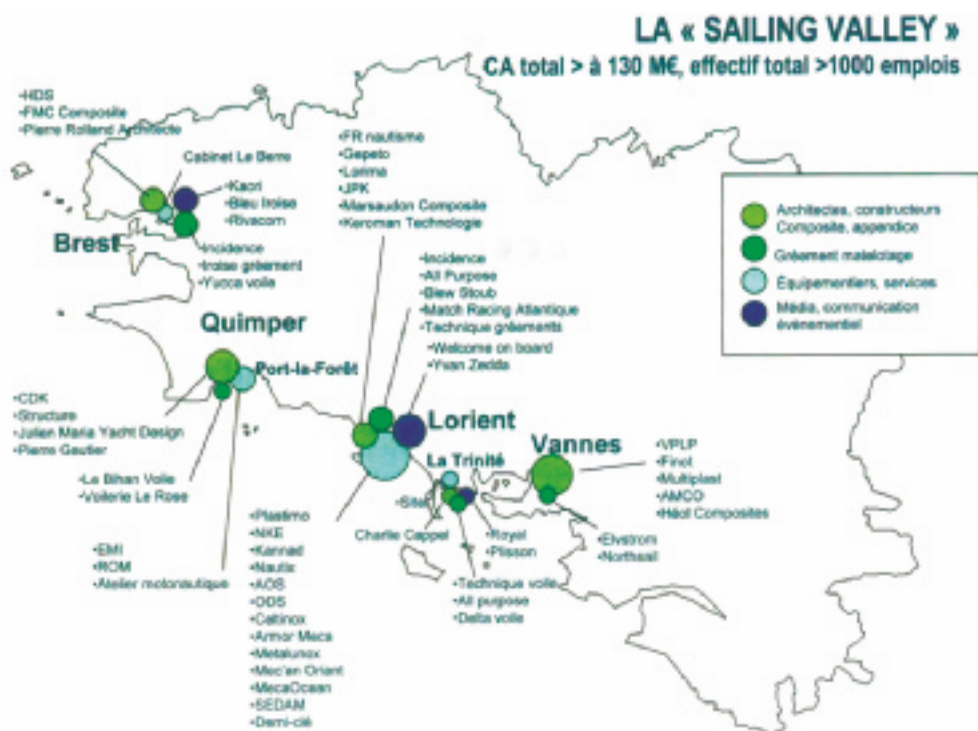 LA « SAILING VALLEY »
CA total > à 130 M€, effectif total >1000 emplois
•HDS
•FMC Composite
•Pierre Rolland Architecte
Cabinet Le Berre
•Kaori
•Bleu Iroise
•Rivacom
Brest
•Incidence
•Iroise gréement
•Yucca voile
•FR nautisme
•Gepeto
•Lorima
•JPK
•Marsaudon Composite
•Keroman Technologie
•Incidence
•All Purpose
•Blew Stoub
•Match Racing Atlantique
•Technique gréements
•Welcome on board
•Yvan Zedda
Architectes, constructeurs
Composite, appendice
Gréement matelotage
Équipementiers, services
Média, communication
événementiel
Quimper
Port-la-Forêt
•CDK
•Structure
•Julien Maria Yacht Design
•Pierre Gautier
•Le Bihan Voile
•Voilerie Le Rose
•EMI
•ROM
•Atelier motonautique
Lorient
•Plastimo
•NKE
•Kannad
•Nautix
•AOS
•ODS
•Celtinox
•Armor Meca
•Metalunox
•Mec'an Oriant
•MecaOcean
•SEDAM
•Demi-clé
La Trinité
Charlie Cappel
•Royal
•Plisson
•Technique voile
•All purpose
•Delta voile
Vannes
•VPLP
•Finot
•Multiplast
•AMCO
•Héol Composites
•Elvstrom
•Northsail